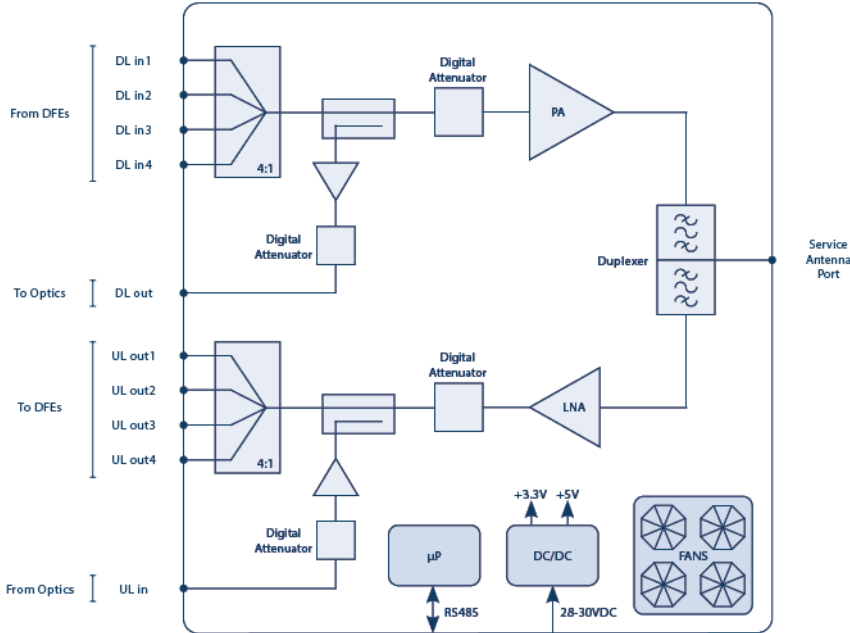 From DFEs
DL in1
DL in2
DL in3
DL in4
4:1
Digital
Attenuator
PA
Digital
Attenuator
To Optics
DL out
Duplexer
Service
Antenna
Port
To DFEs
UL out1
UL out2
UL out3
UL out4
4:1
Digital
Attenuator
LNA
Digital
Attenuator
From Optics
UL in
µP
RS485
+3.3V
+5V
DC/DC
28-30VDC
FANS